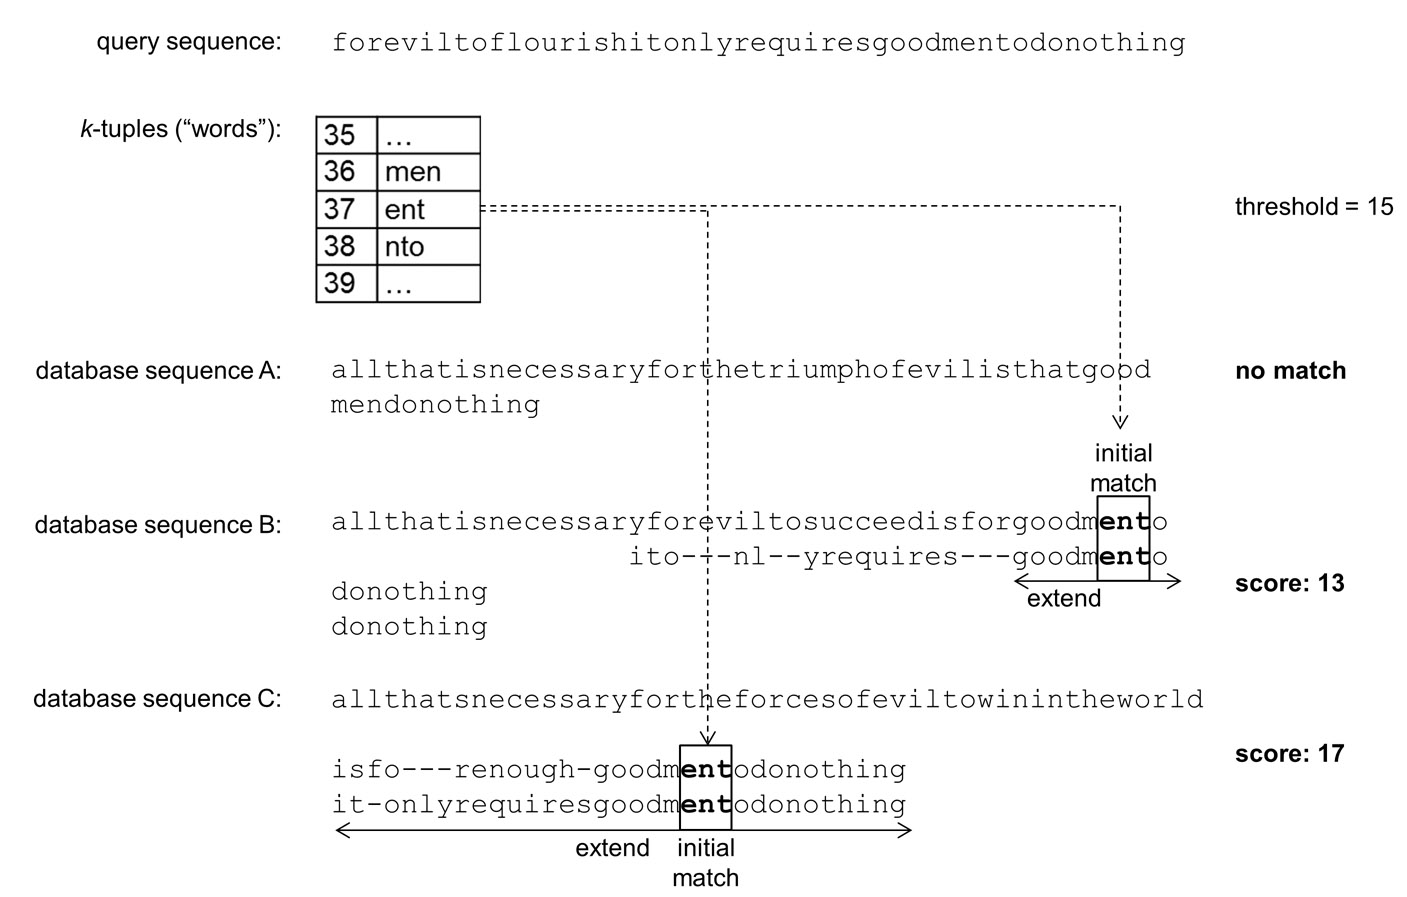 query sequence: foreviltoflourishitonlyrequiresgoodmentodonothing
k-tuples (“words”):
35 ...
36 men
37 ent
38 nto
39 ...
threshold = 15
database sequence A: allthatisnecessaryforthetriumphofevilisthatgood no match
mendonothing
initial
match
database sequence B: allthatisnecessaryforeviltosucceedisforgoodmento
ito---nl--yrequires---goodmento
donothing
extend
score: 13
donothing
database sequence C: allthatsnecessaryfortheforcesofeviltowinintheworld
isfo---renough-goodmentodonothing
score: 17
it-onlyrequiresgoodmentodonothing
extend initial
match